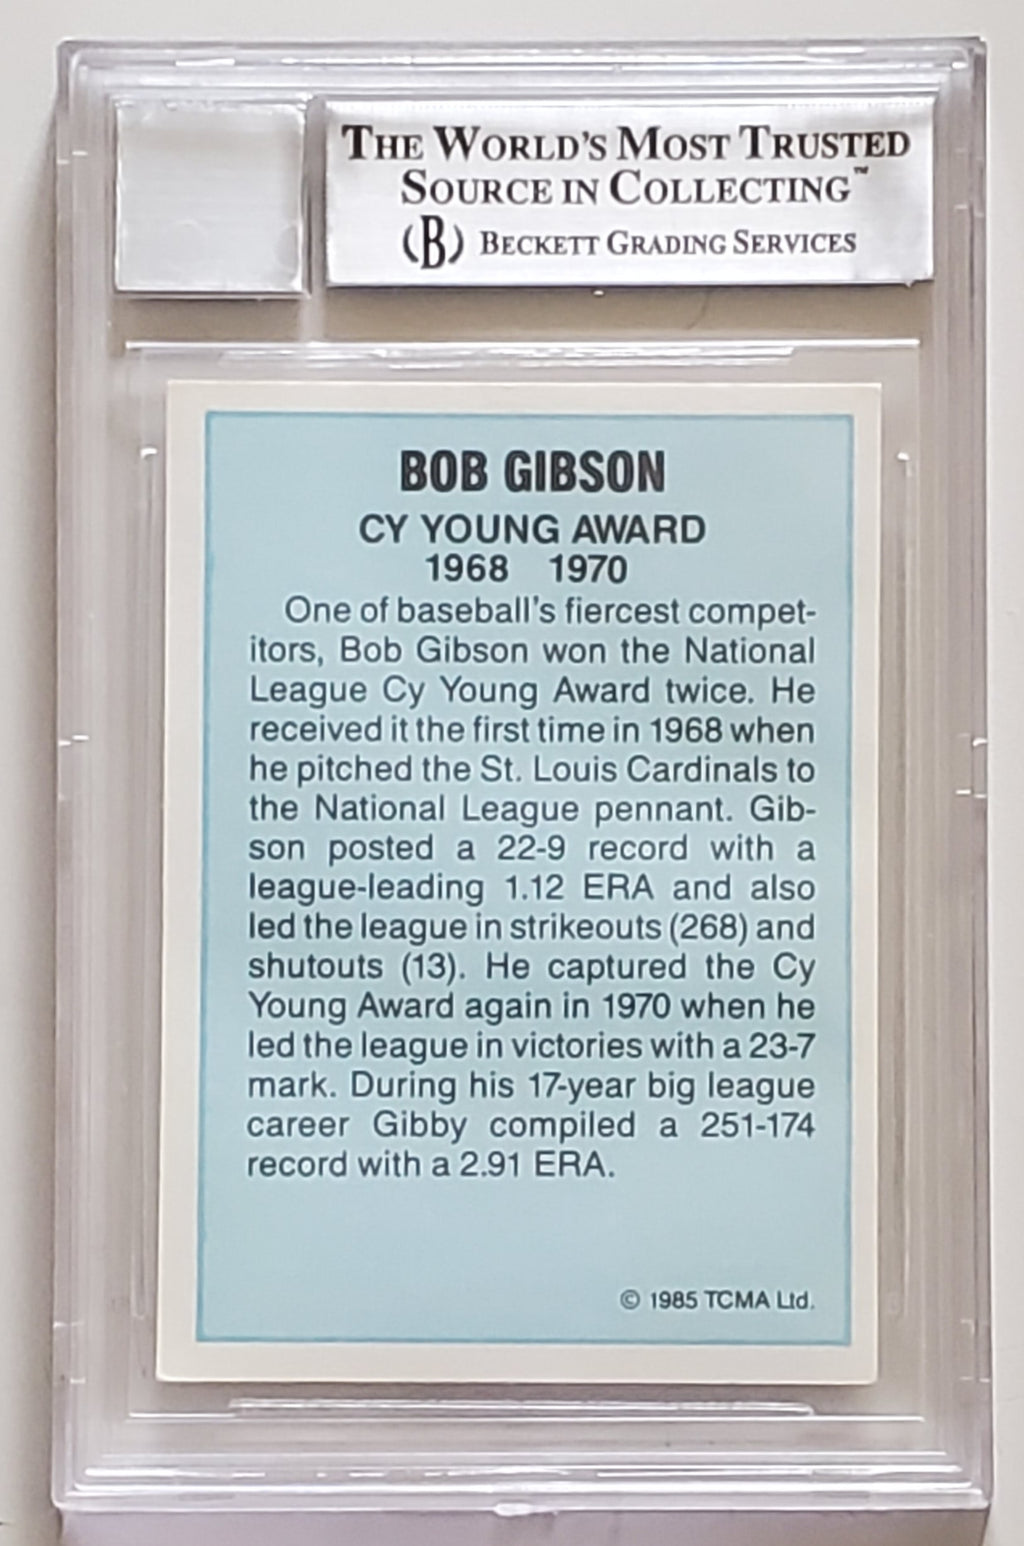 THE WORLD'S MOST TRUSTED
SOURCE IN COLLECTING™
(B) BECKETT GRADING SERVICES
BOB GIBSON
CY YOUNG AWARD
1968 1970
One of baseball's fiercest compet-
itors, Bob Gibson won the National
League Cy Young Award twice. He
received it the first time in 1968 when
he pitched the St. Louis Cardinals to
the National League pennant. Gib-
son posted a 22-9 record with a
league-leading 1.12 ERA and also
led the league in strikeouts (268) and
shutouts (13). He captured the Cy
Young Award again in 1970 when he
led the league in victories with a 23-7
mark. During his 17-year big league
career Gibby compiled a 251-174
record with a 2.91 ERA.
© 1985 TCMA Ltd.